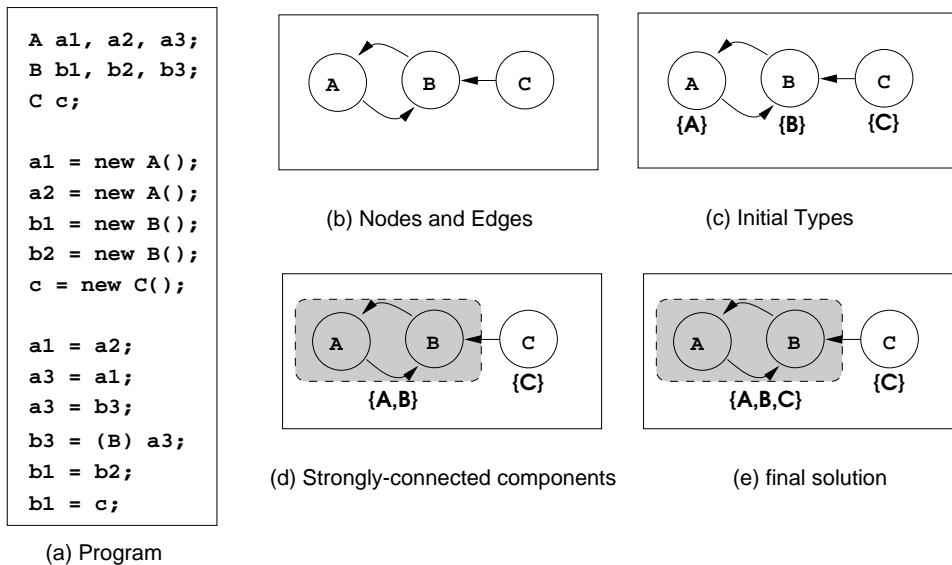 A a1, a2, a3;
B b1, b2, b3;
C c;
a1 = new A();
a2 = new A();
b1 = new B();
b2 = new B();
c = new C();
a1 = a2;
a3 = a1;
a3 = b3;
b3 = (B) a3;
b1 = b2;
b1 = c;
(a) Program
A B C
(b) Nodes and Edges
A B C
{A} {B} {C}
(c) Initial Types
A B C
{A,B} {C}
(d) Strongly-connected components
A B C
{A,B,C} {C}
(e) final solution